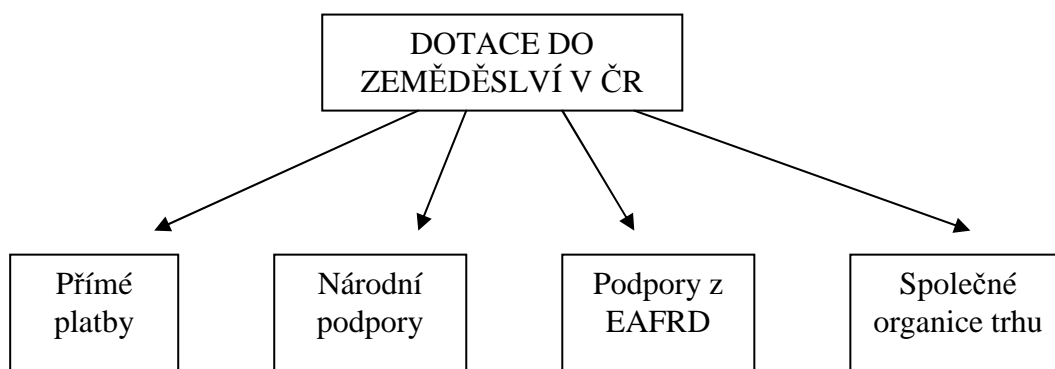 DOTACE DO
ZEMĚDĚSLVÍ V ČR
Přímé
platby
Národní
podpory
Podpory z
EAFRD
Společné
organice trhu